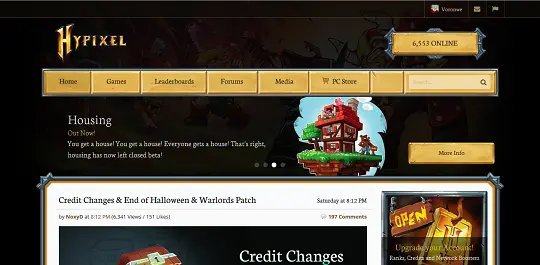 Vorouwe
HYPIXEL
6,553 ONLINE
Home Games Leaderboards Forums Media PC Store
Search...
Housing
Out Now!
You get a house! You get a house! Everyone gets a house! That's right,
housing has now left closed beta!
More Info
Credit Changes & End of Halloween & Warlords Patch
Saturday at 8:12 PM
by NoxyD at 8:12 PM (6,341 Views / 151 Likes)
197 Comments
Credit Changes
OPEN
Upgrade your Account!
Ranks, Credits and Network Boosters